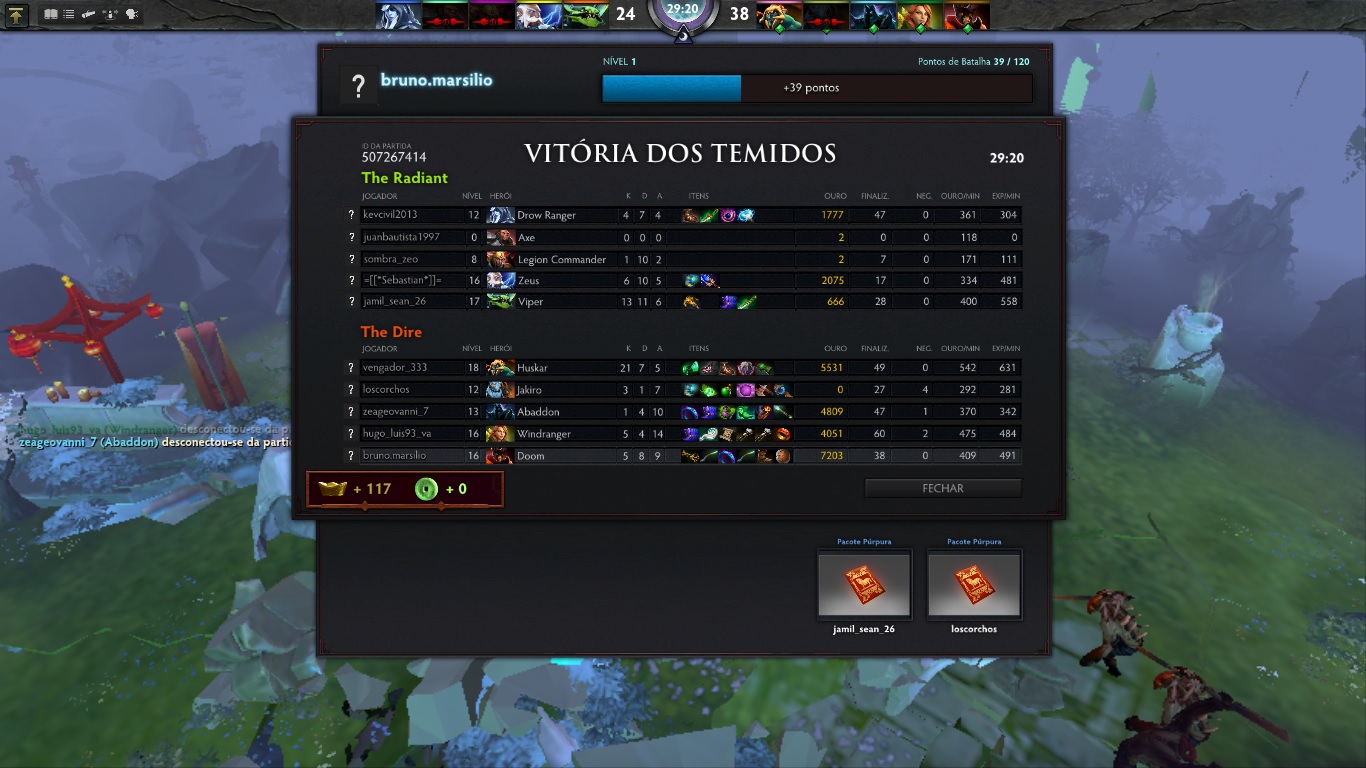 24 29:20 38
bruno.marsilio
NÍVEL 1 Pontos de Batalha 39 / 120
+39 pontos
ID DA PARTIDA
507267414
VITÓRIA DOS TEMIDOS
29:20
The Radiant
JOGADOR NÍVEL HERÓI K D A ITENS OURO FINALIZ. NEG. OURO/MIN EXP/MIN
? kevcivil2013 12 Drow Ranger 4 7 4 1777 47 0 361 304
? juanbautista1997 0 Axe 0 0 0 2 0 0 118 0
? sombra_zeo 8 Legion Commander 1 10 2 2 7 0 171 111
? =[[*Sebastian*]]= 16 Zeus 6 10 5 2075 17 0 334 481
? jamil_sean_26 17 Viper 13 11 6 666 28 0 400 558
The Dire
JOGADOR NÍVEL HERÓI K D A ITENS OURO FINALIZ. NEG. OURO/MIN EXP/MIN
? vengador_333 18 Huskar 21 7 5 5531 49 0 542 631
? loscorchos 12 Jakiro 3 1 7 0 27 4 292 281
? zeageovanni_7 13 Abaddon 1 4 10 4809 47 1 370 342
? hugo_luis93_va 16 Windranger 5 4 14 4051 60 2 475 484
? bruno.marsilio 16 Doom 5 8 9 7203 38 0 409 491
hugo_luis93_va (Windranger) desconectou-se da p
zeageovanni_7 (Abaddon) desconectou-se da partic
+ 117 + 0
FECHAR
Pacote Púrpura Pacote Púrpura
jamil_sean_26 loscorchos